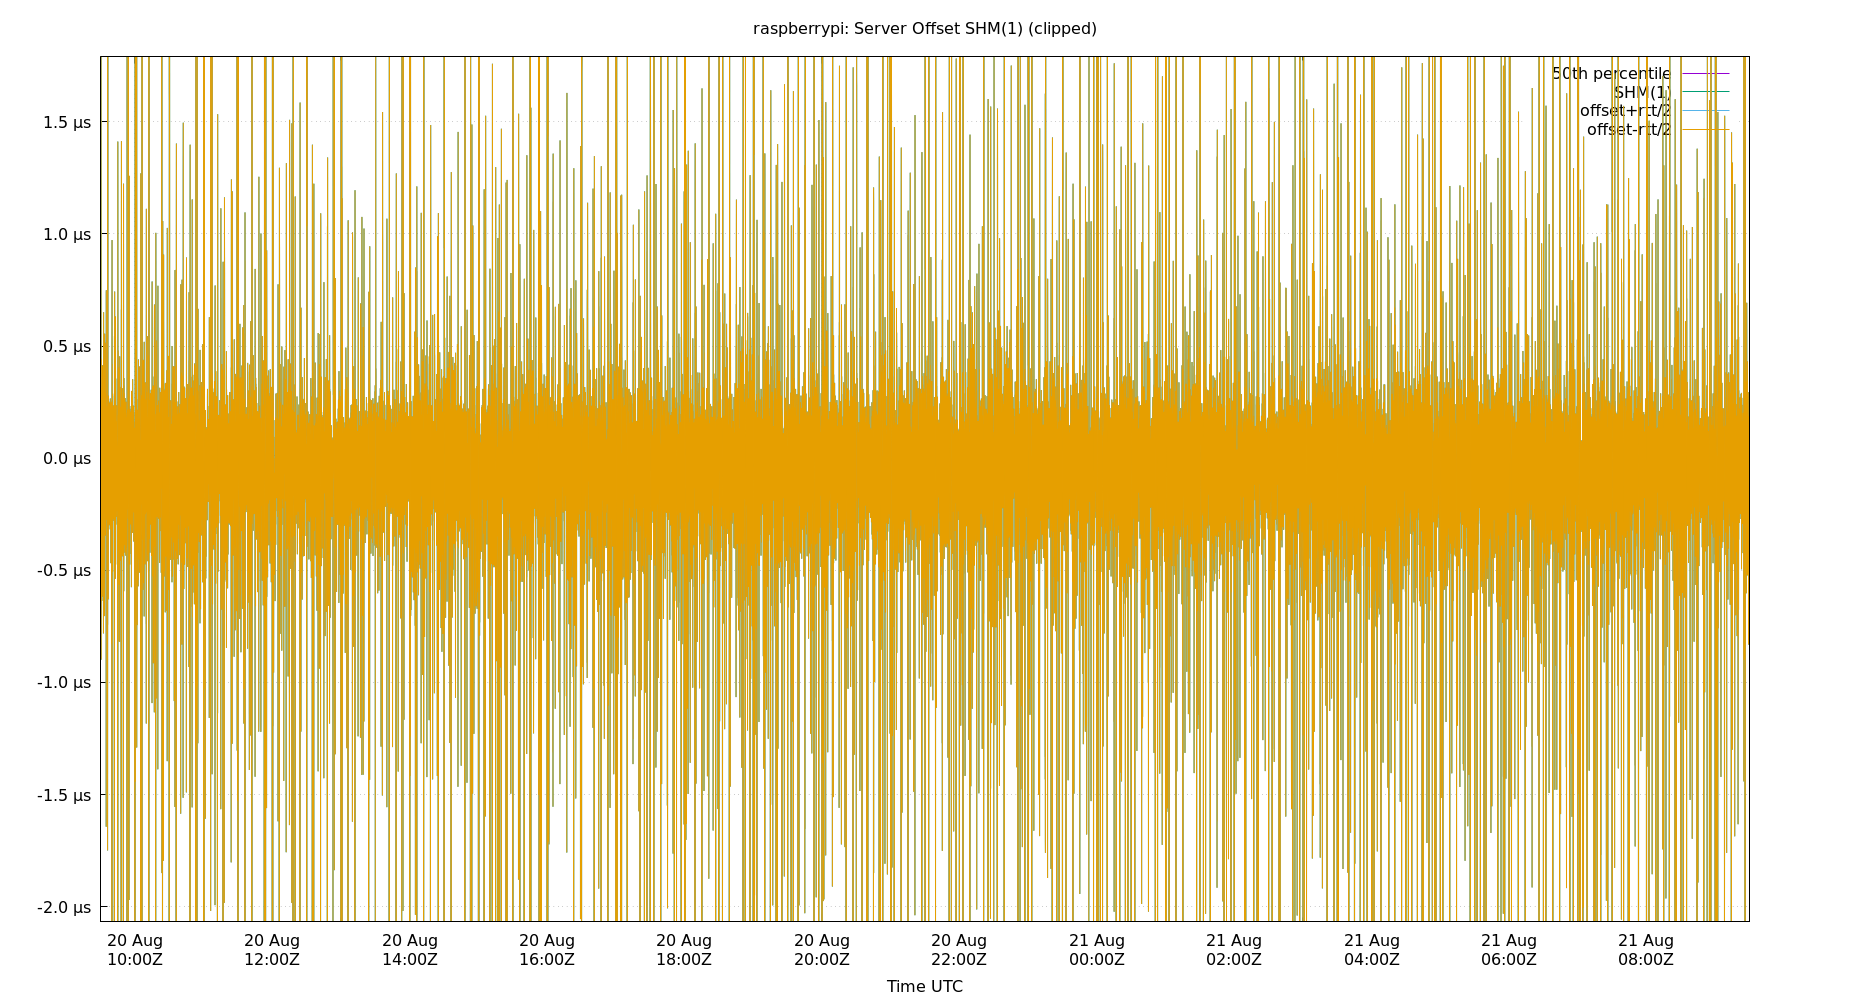 raspberrypi: Server Offset SHM(1) (clipped)
50th percentile
SHM(1)
offset+rtt/2
offset-rtt/2
1.5 µs
1.0 µs
0.5 µs
0.0 µs
-0.5 µs
-1.0 µs
-1.5 µs
-2.0 µs
20 Aug 20 Aug 20 Aug 20 Aug 20 Aug 20 Aug 20 Aug 21 Aug 21 Aug 21 Aug 21 Aug 21 Aug
10:00Z 12:00Z 14:00Z 16:00Z 18:00Z 20:00Z 22:00Z 00:00Z 02:00Z 04:00Z 06:00Z 08:00Z
Time UTC